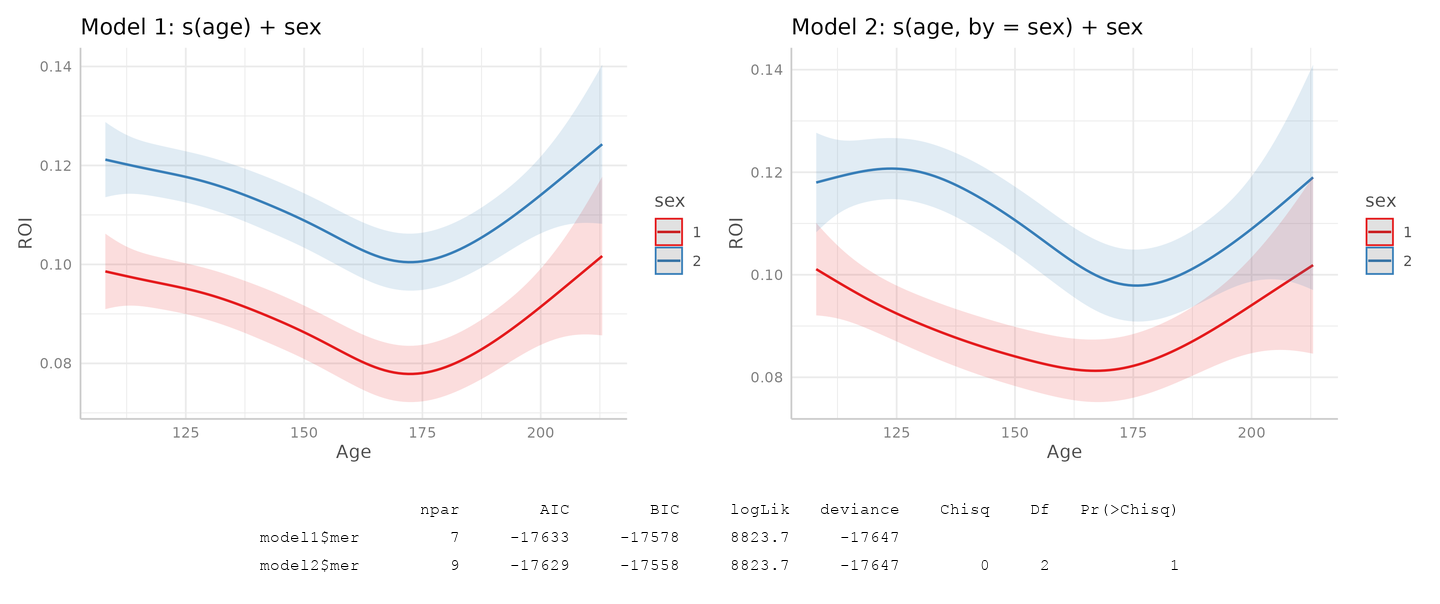 Model 1: s(age) + sex
0.14
0.12
0.10
0.08
ROI
125 150 175 200
Age
sex
1
2
Model 2: s(age, by = sex) + sex
0.14
0.12
0.10
0.08
ROI
125 150 175 200
Age
sex
1
2
npar AIC BIC logLik deviance Chisq Df Pr(>Chisq)
model1$mer 7 -17633 -17578 8823.7 -17647
model2$mer 9 -17629 -17558 8823.7 -17647 0 2 1